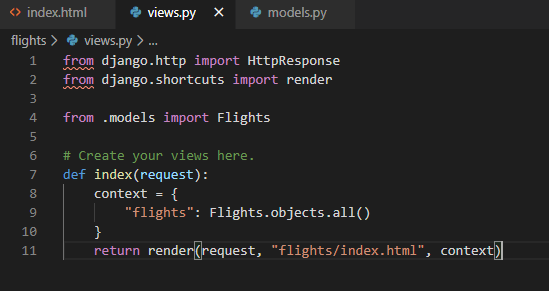 <> index.html views.py × models.py
flights > views.py > ...
1 from django.http import HttpResponse
2 from django.shortcuts import render
3
4 from .models import Flights
5
6 # Create your views here.
7 def index(request):
8     context = {
9         "flights": Flights.objects.all()
10     }
11     return render(request, "flights/index.html", context)